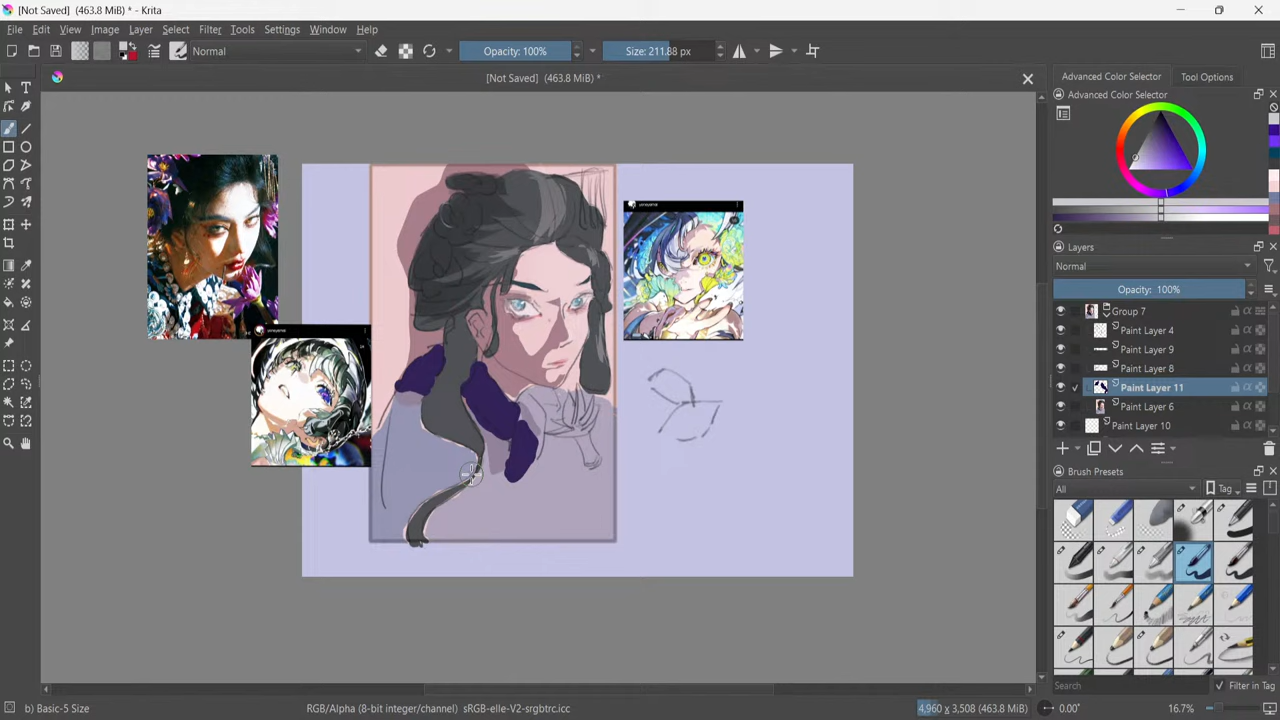 [Not Saved] (463.8 MiB) * - Krita
File Edit View Image Layer Select Filter Tools Settings Window Help
Normal
Opacity: 100%
Size: 211.88 px
[Not Saved] (463.8 MiB) *
Advanced Color Selector
Tool Options
Advanced Color Selector
Layers
Normal
Opacity: 100%
Group 7
Paint Layer 4
Paint Layer 9
Paint Layer 8
Paint Layer 11
Paint Layer 6
Paint Layer 10
Brush Presets
All
Tag
Search
Filter in Tag
b) Basic-5 Size
RGB/Alpha (8-bit integer/channel) sRGB-elle-V2-srgbtrc.icc
4,960 x 3,508 (463.8 MiB)
0.00°
16.7%